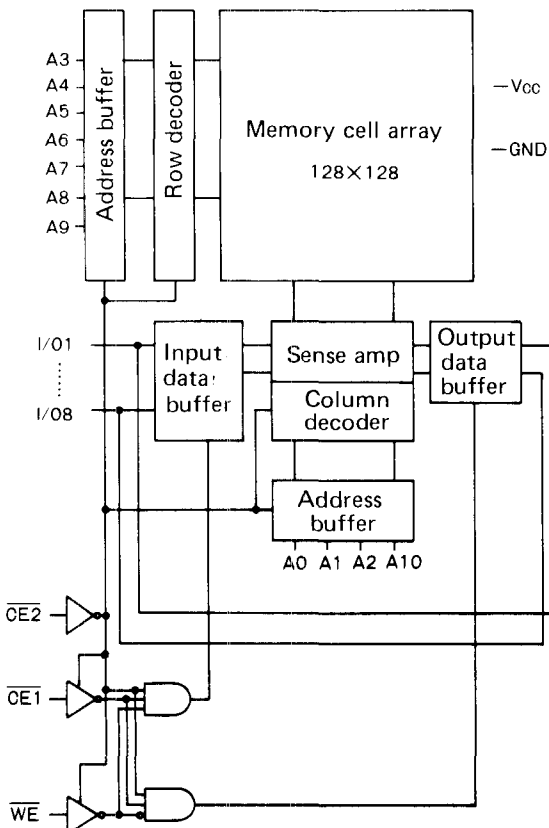 A3
A4
A5
A6
A7
A8
A9
Address buffer
Row decoder
Memory cell array
128×128
Vcc
GND
I/O1
I/O8
Input
data
buffer
Sense amp
Column
decoder
Output
data
buffer
Address
buffer
A0 A1 A2 A10
CE2
CE1
WE